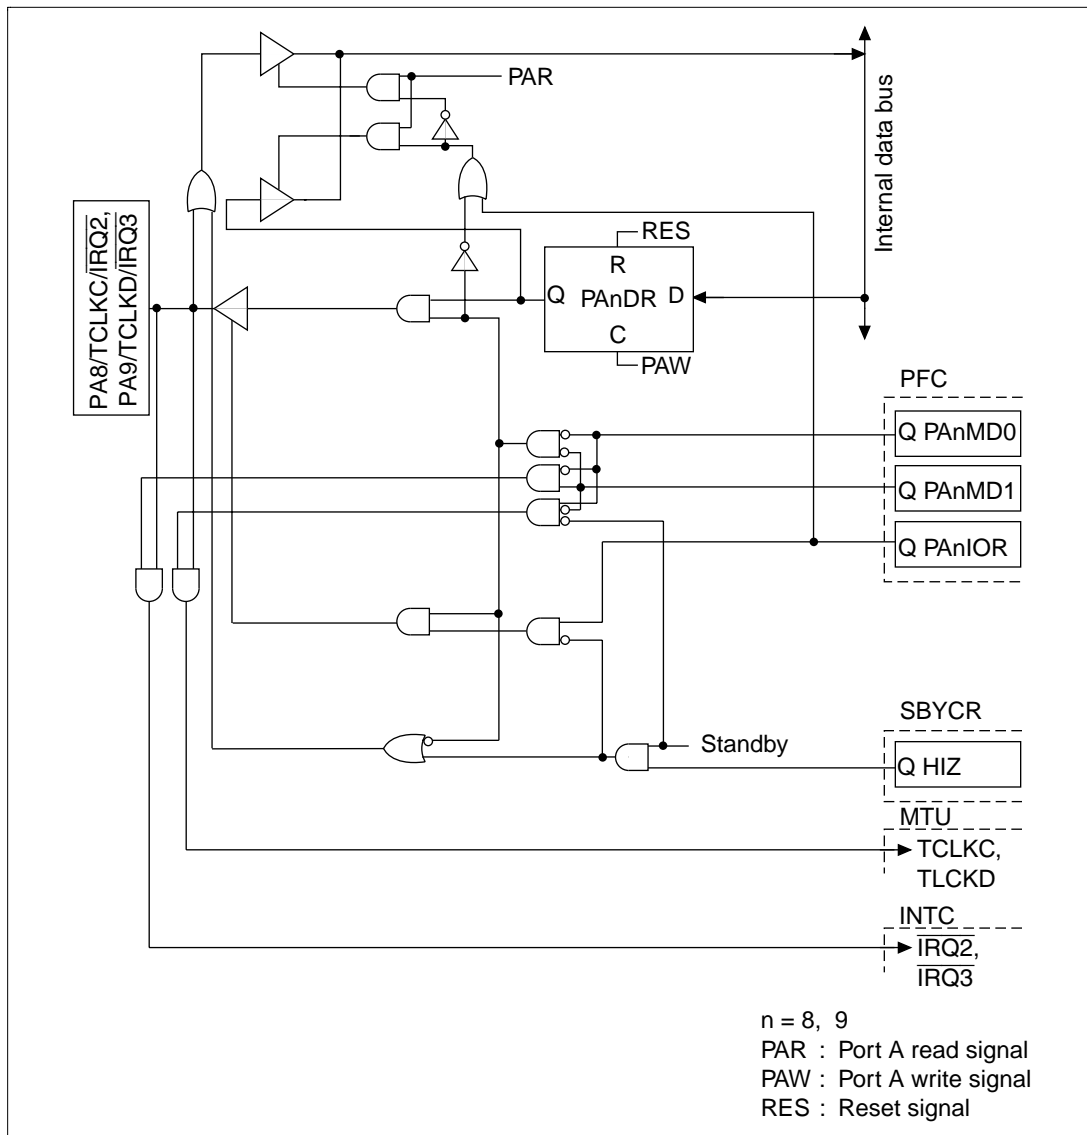 PAR
Internal data bus
PA8/TCLKC/IRQ2,
PA9/TCLKD/IRQ3
RES
R
Q PAnDR D
C
PAW
PFC
Q PAnMD0
Q PAnMD1
Q PAnIOR
SBYCR
Standby
Q HIZ
MTU
TCLKC,
TLCKD
INTC
IRQ2,
IRQ3
n = 8, 9
PAR : Port A read signal
PAW : Port A write signal
RES : Reset signal